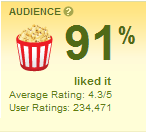 AUDIENCE ?
91%
liked it
Average Rating: 4.3/5
User Ratings: 234,471